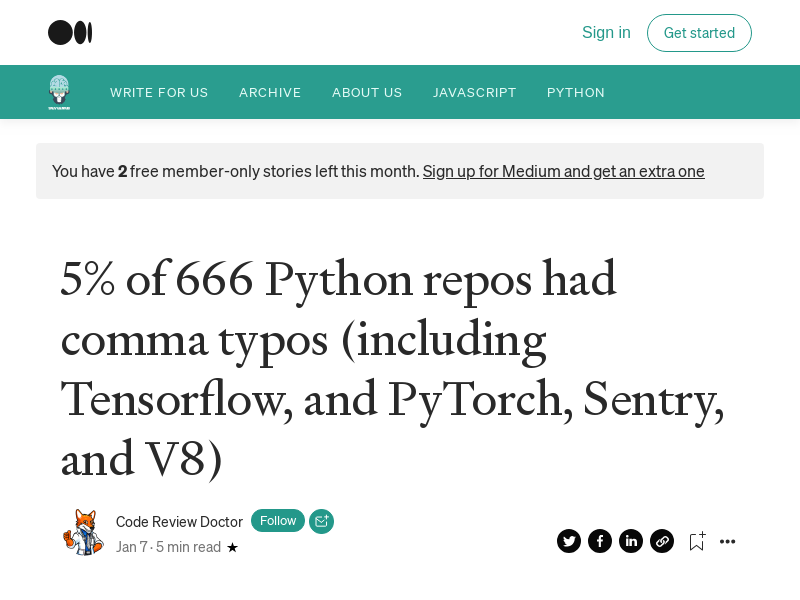 Sign in
Get started
WRITE FOR US
ARCHIVE
ABOUT US
JAVASCRIPT
PYTHON
You have 2 free member-only stories left this month. Sign up for Medium and get an extra one
5% of 666 Python repos had
comma typos (including
Tensorflow, and PyTorch, Sentry,
and V8)
Code Review Doctor
Follow
Jan 7 · 5 min read ★